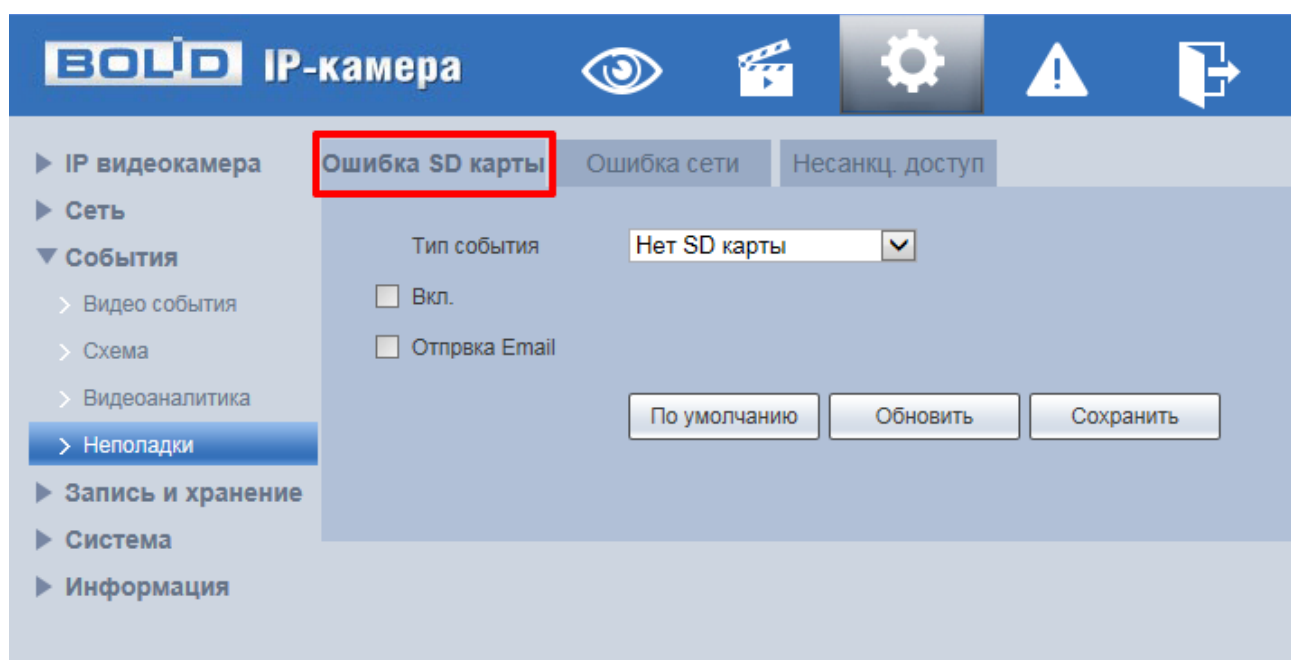 BOLID IP-камера
IP видеокамера
Сеть
События
Видео события
Схема
Видеоаналитика
Неполадки
Запись и хранение
Система
Информация
Ошибка SD карты Ошибка сети Несанкц. доступ
Тип события Нет SD карты
Вкл.
Отпрвка Email
По умолчанию Обновить Сохранить